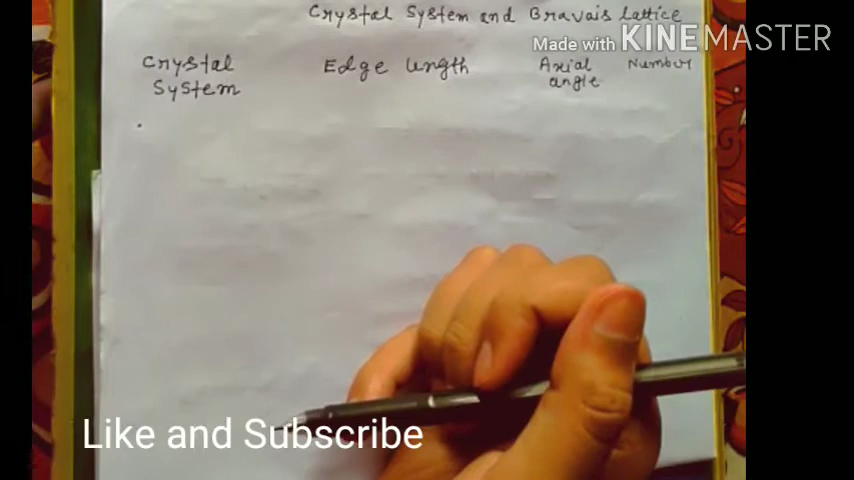 Crystal System and Bravais Lattice
Made with KINEMASTER
Crystal Edge length Axial Number
System angle
Like and Subscribe